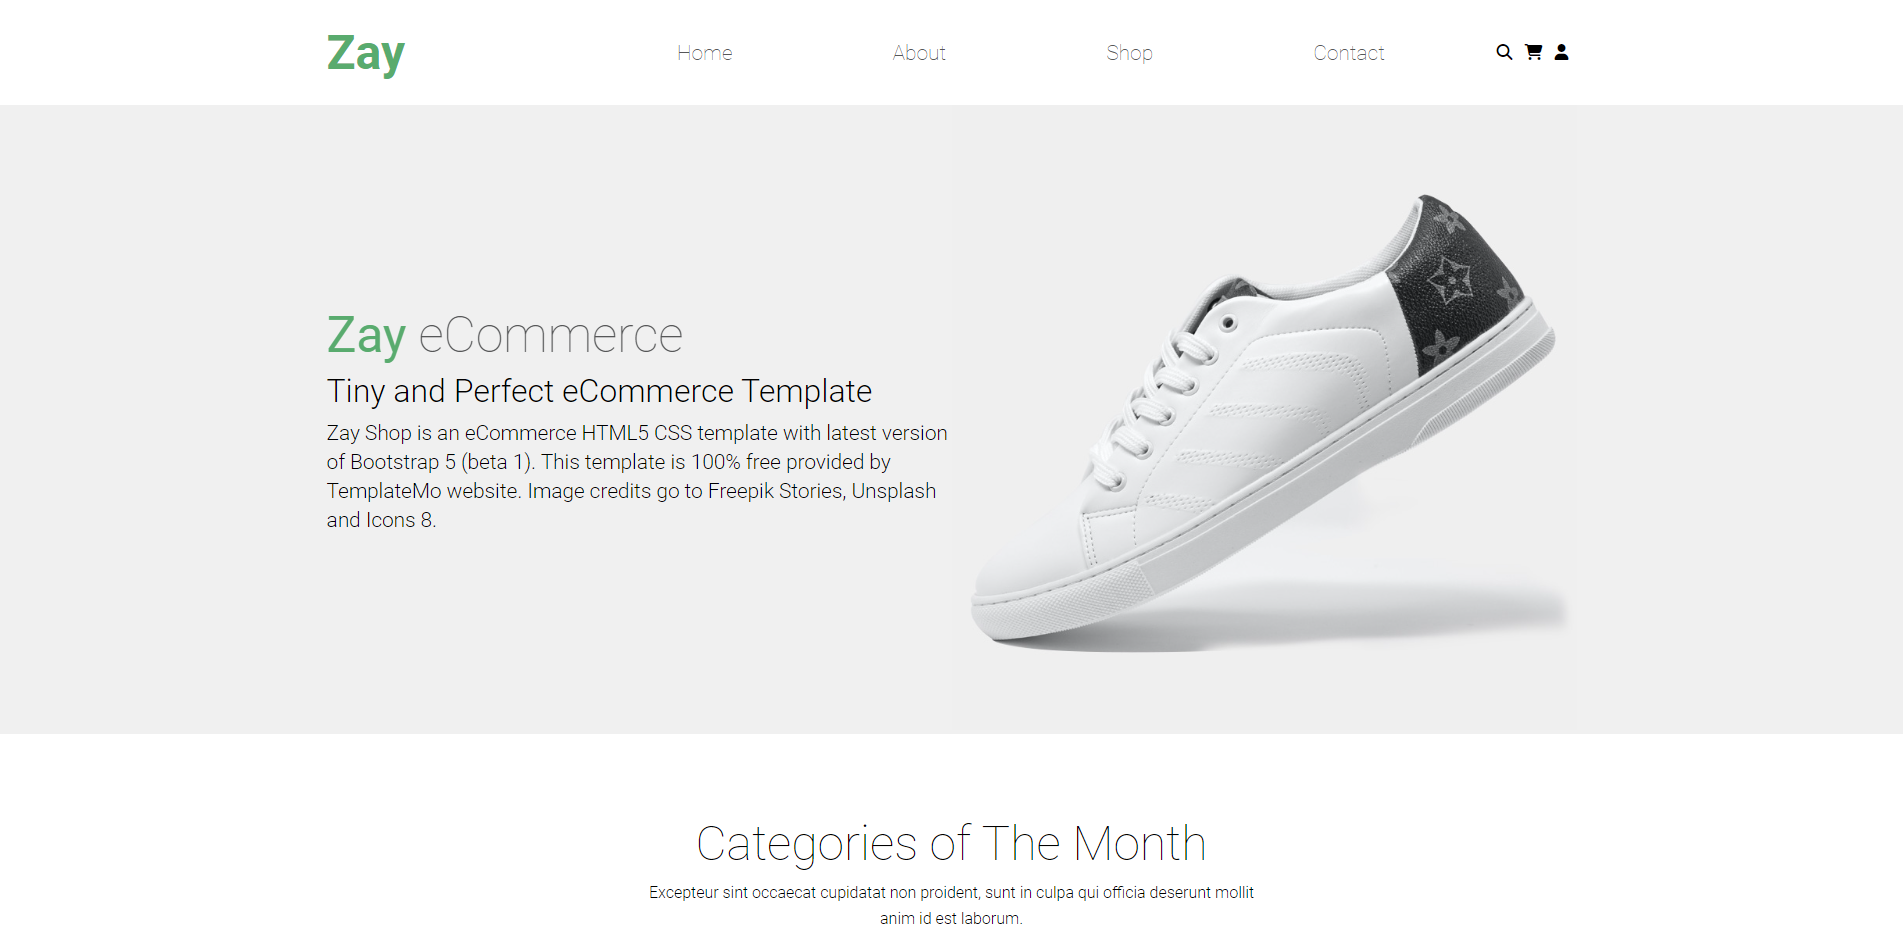 Zay
Home
About
Shop
Contact
Zay eCommerce
Tiny and Perfect eCommerce Template
Zay Shop is an eCommerce HTML5 CSS template with latest version
of Bootstrap 5 (beta 1). This template is 100% free provided by
TemplateMo website. Image credits go to Freepik Stories, Unsplash
and Icons 8.
Categories of The Month
Excepteur sint occaecat cupidatat non proident, sunt in culpa qui officia deserunt mollit
anim id est laborum.